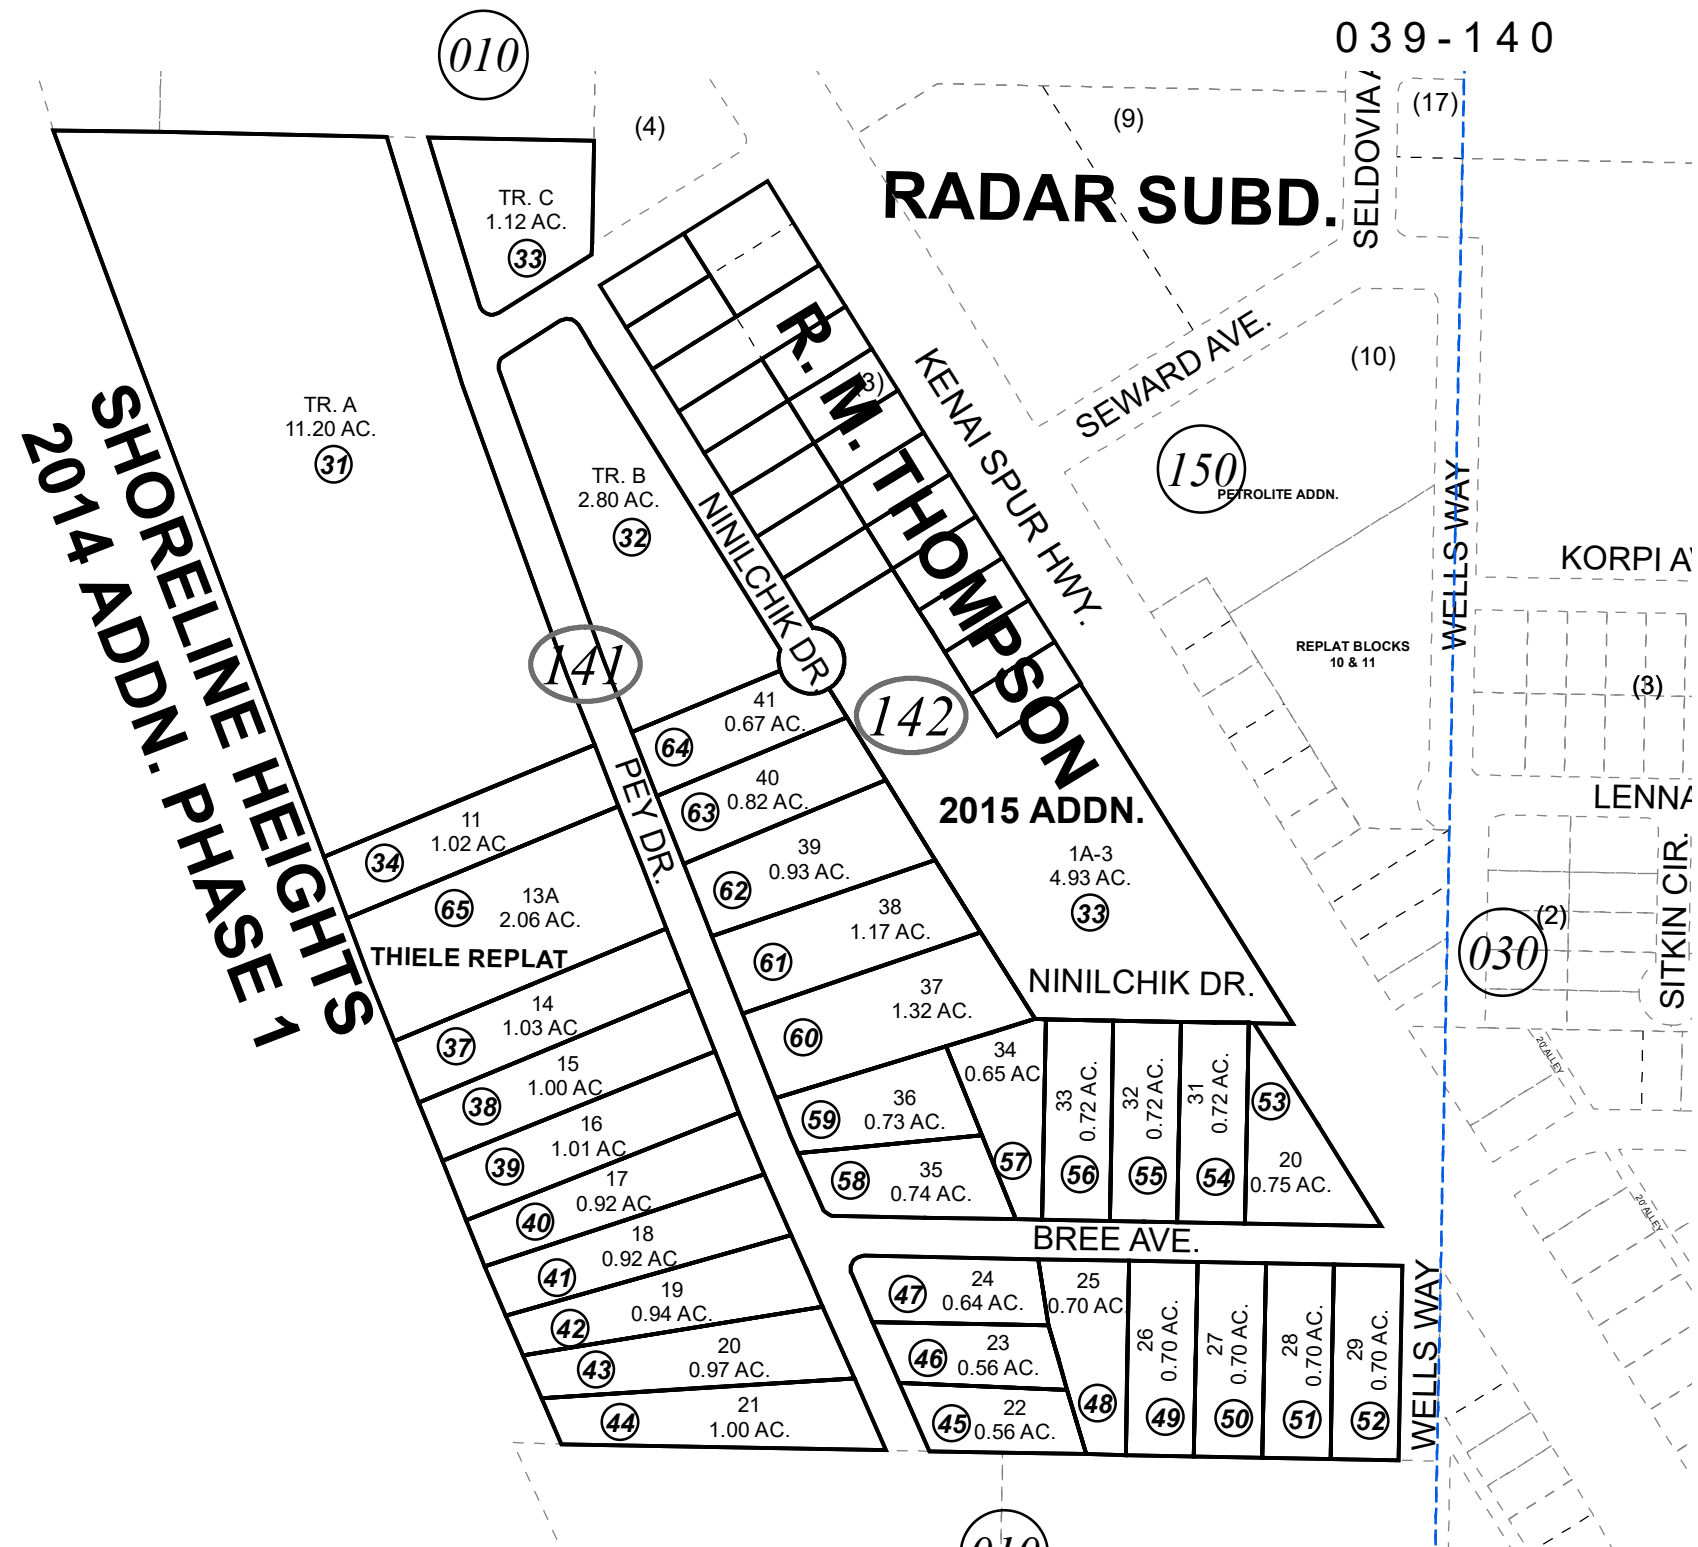 039-140
010
(4)
(9)
(17)
SELDOVIA
RADAR SUBD.
TR. C
1.12 AC.
33
SEWARD AVE.
(10)
R. M. THOMPSON
(3)
KENAI SPUR HWY.
TR. A
11.20 AC.
31
SHORELINE HEIGHTS
2014 ADDN. PHASE 1
TR. B
2.80 AC.
32
NINILCHIK DR.
150
PETROLITE ADDN.
WELLS WAY
KORPI AV
REPLAT BLOCKS
10 & 11
(3)
141
142
41
0.67 AC.
64
40
0.82 AC.
63
PEY DR.
2015 ADDN.
LENNA
11
1.02 AC
34
39
0.93 AC.
62
1A-3
4.93 AC.
33
13A
2.06 AC.
65
THIELE REPLAT
38
1.17 AC.
61
(2)
030
SITKIN CIR.
NINILCHIK DR.
37
1.32 AC.
60
14
1.03 AC.
37
15
1.00 AC
38
34
0.65 AC
57
33
0.72 AC.
56
32
0.72 AC.
55
31
0.72 AC.
54
53
20
0.75 AC.
20' ALLEY
20' ALLEY
36
0.73 AC.
59
16
1.01 AC.
39
35
0.74 AC.
58
17
0.92 AC.
40
BREE AVE.
18
0.92 AC.
41
19
0.94 AC.
42
24
0.64 AC.
47
25
0.70 AC.
48
26
0.70 AC.
49
27
0.70 AC.
50
28
0.70 AC.
51
29
0.70 AC.
52
WELLS WAY
20
0.97 AC.
43
23
0.56 AC.
46
21
1.00 AC.
44
22
0.56 AC.
45
010